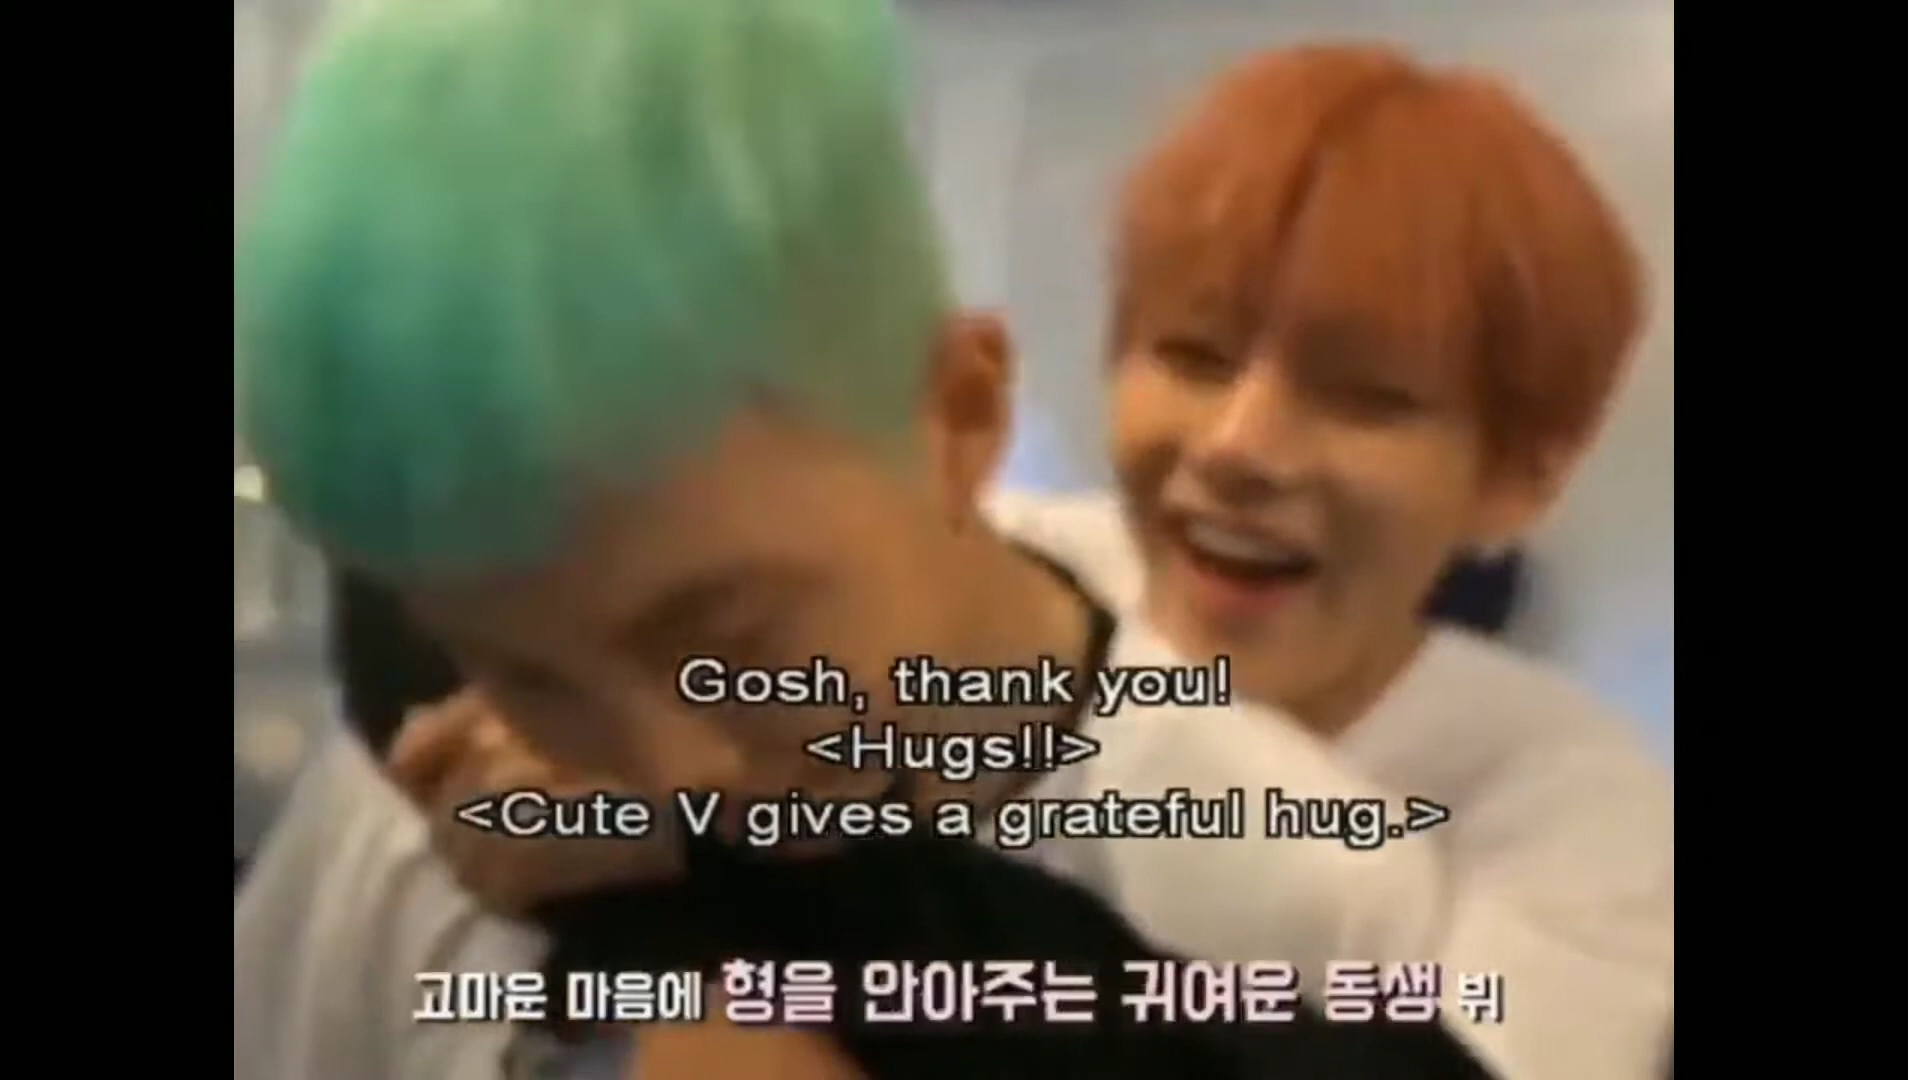 Gosh, thank you!
<Hugs!!>
<Cute V gives a grateful hug.>
고마운 마음에 형을 안아주는 귀여운 동생 뷔